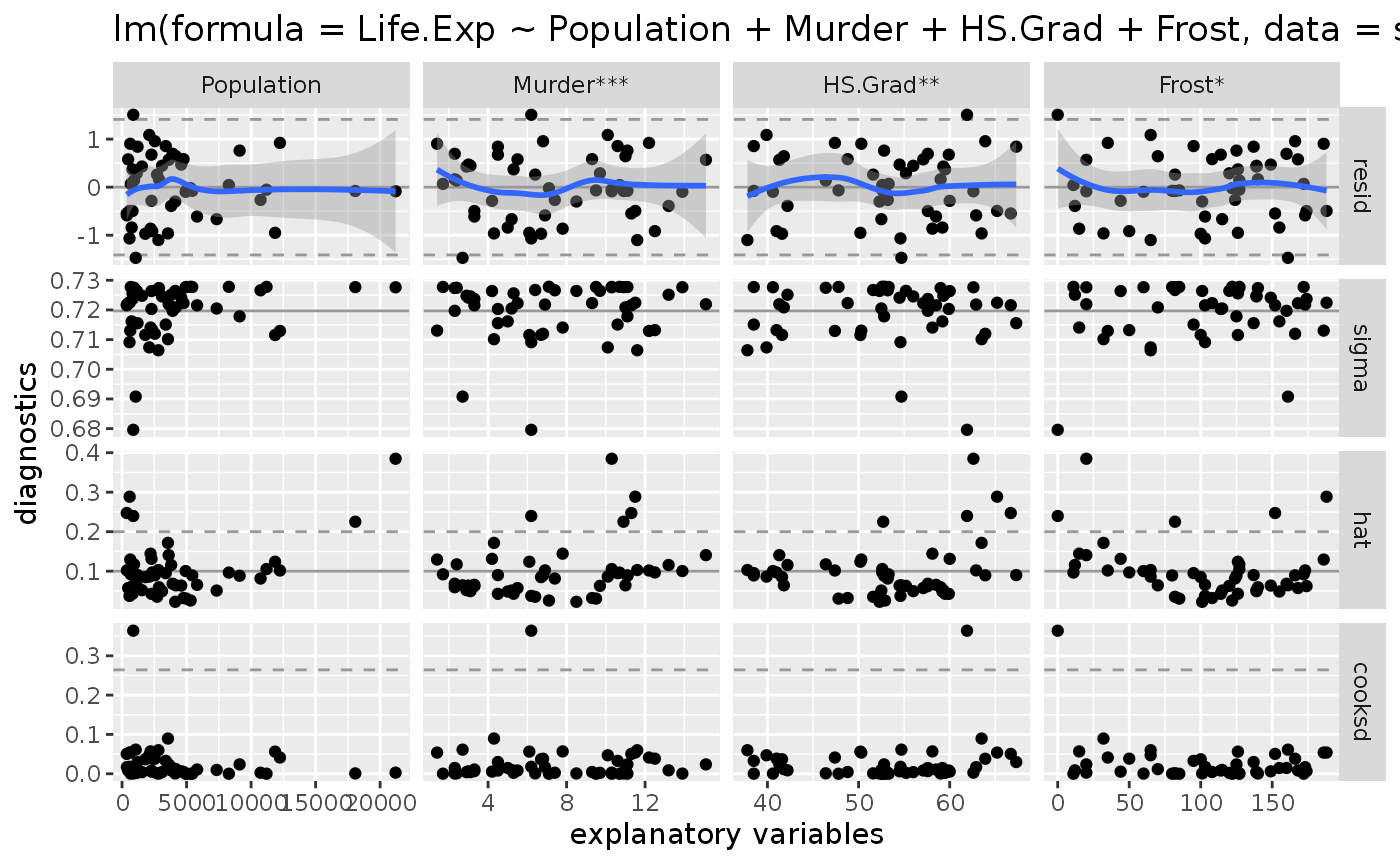 lm(formula = Life.Exp ~ Population + Murder + HS.Grad + Frost, data = s
Population Murder*** HS.Grad** Frost*
1
0
-1
resid
0.73
0.72
0.71
0.70
0.69
0.68
sigma
0.4
0.3
0.2
0.1
hat
0.3
0.2
0.1
0.0
cooksd
diagnostics
0 5000 10000 15000 20000 4 8 12 40 50 60 0 50 100 150
explanatory variables